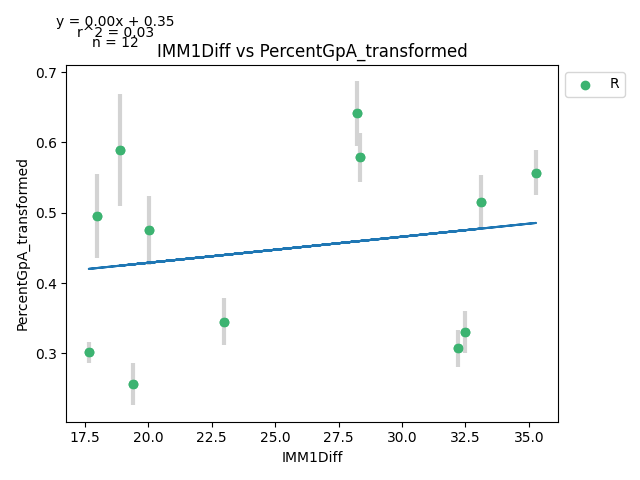 y = 0.00x + 0.35
r^2 = 0.03
n = 12
IMM1Diff vs PercentGpA_transformed
R
PercentGpA_transformed
0.7
0.6
0.5
0.4
0.3
17.5 20.0 22.5 25.0 27.5 30.0 32.5 35.0
IMM1Diff